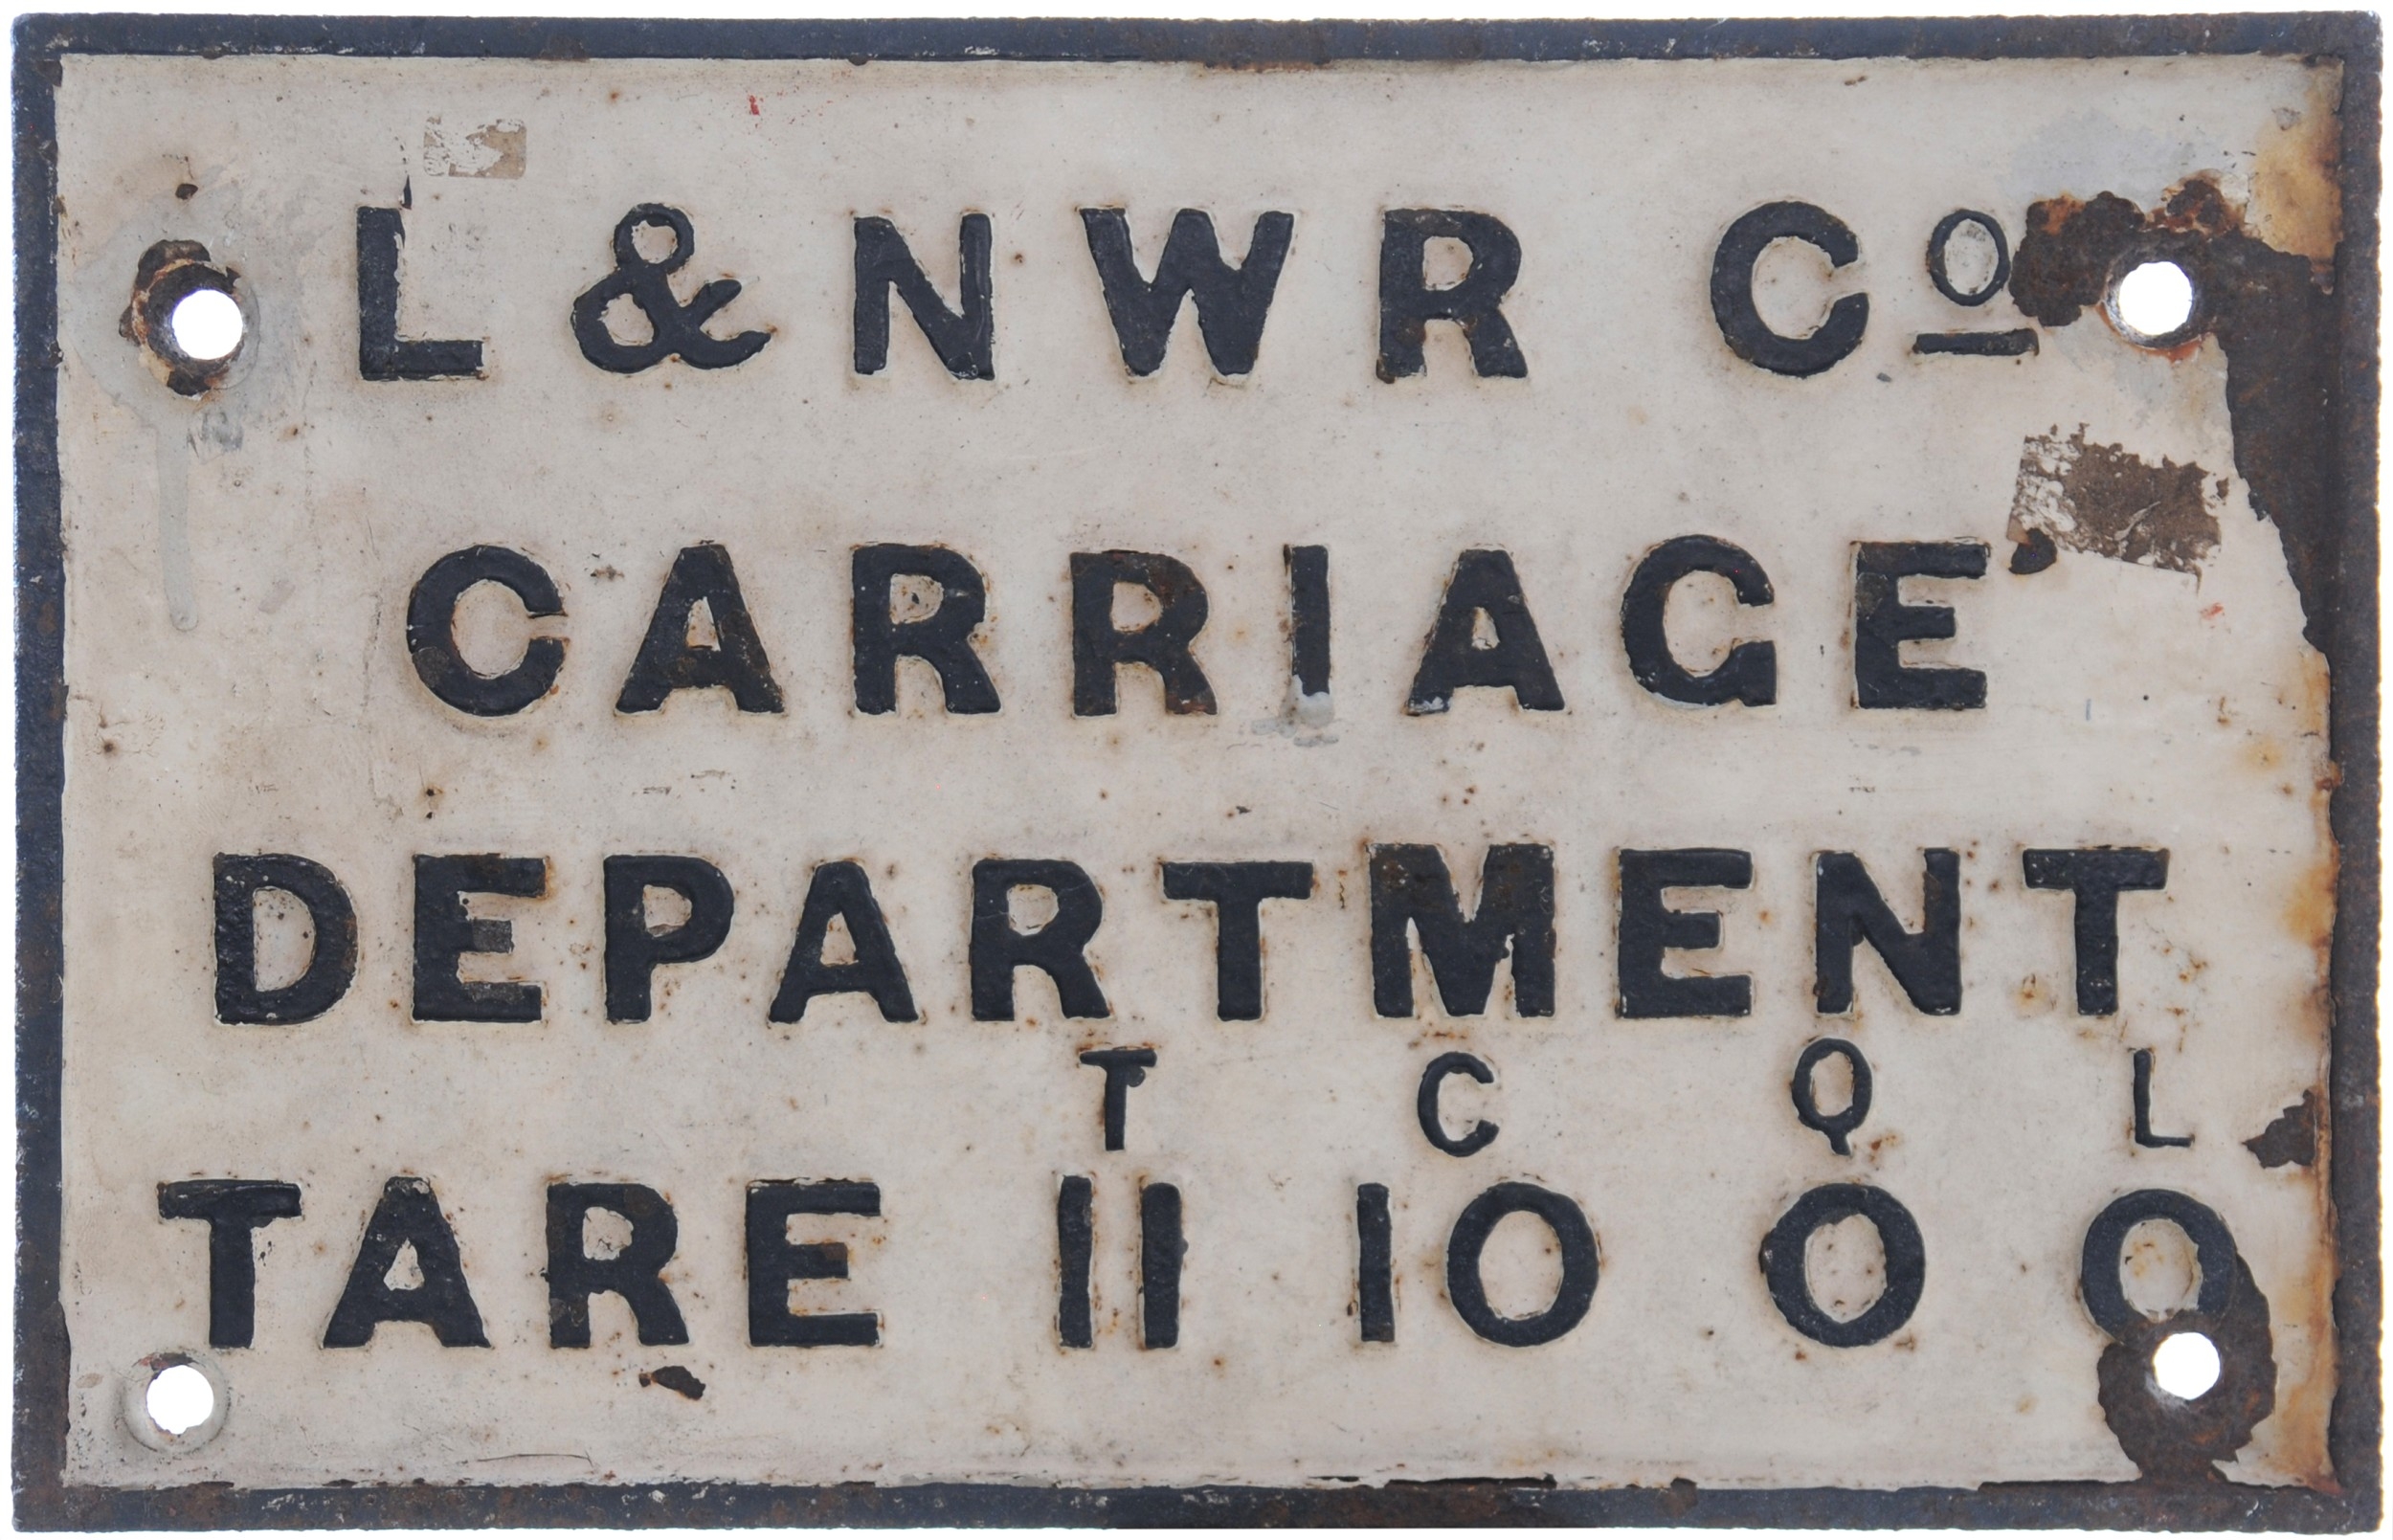 L & NWR Cº
CARRIAGE
DEPARTMENT
T C Q L
TARE 11 10 0 0